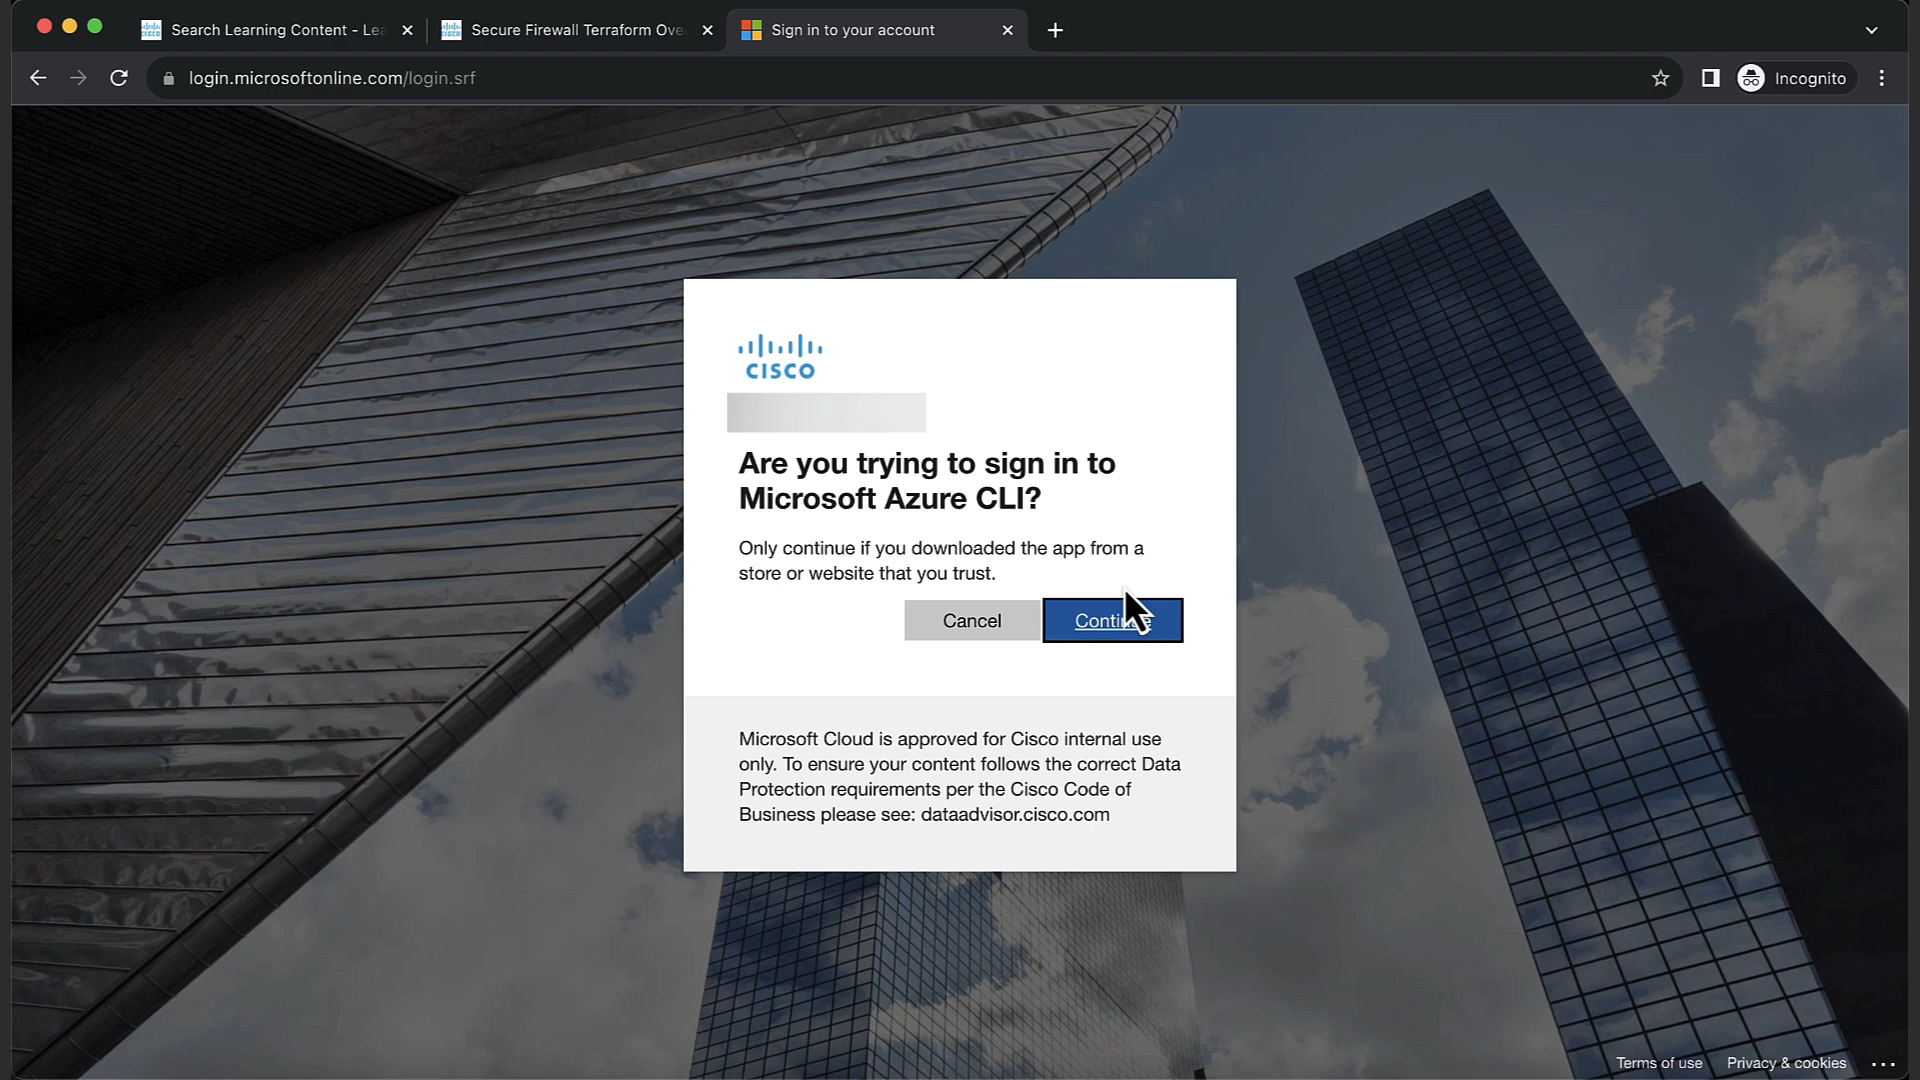 Search Learning Content - Lea
Secure Firewall Terraform Ove
Sign in to your account
login.microsoftonline.com/login.srf
Incognito
CISCO
Are you trying to sign in to
Microsoft Azure CLI?
Only continue if you downloaded the app from a
store or website that you trust.
Cancel
Microsoft Cloud is approved for Cisco internal use
only. To ensure your content follows the correct Data
Protection requirements per the Cisco Code of
Business please see: dataadvisor.cisco.com
Terms of use
Privacy & cookies